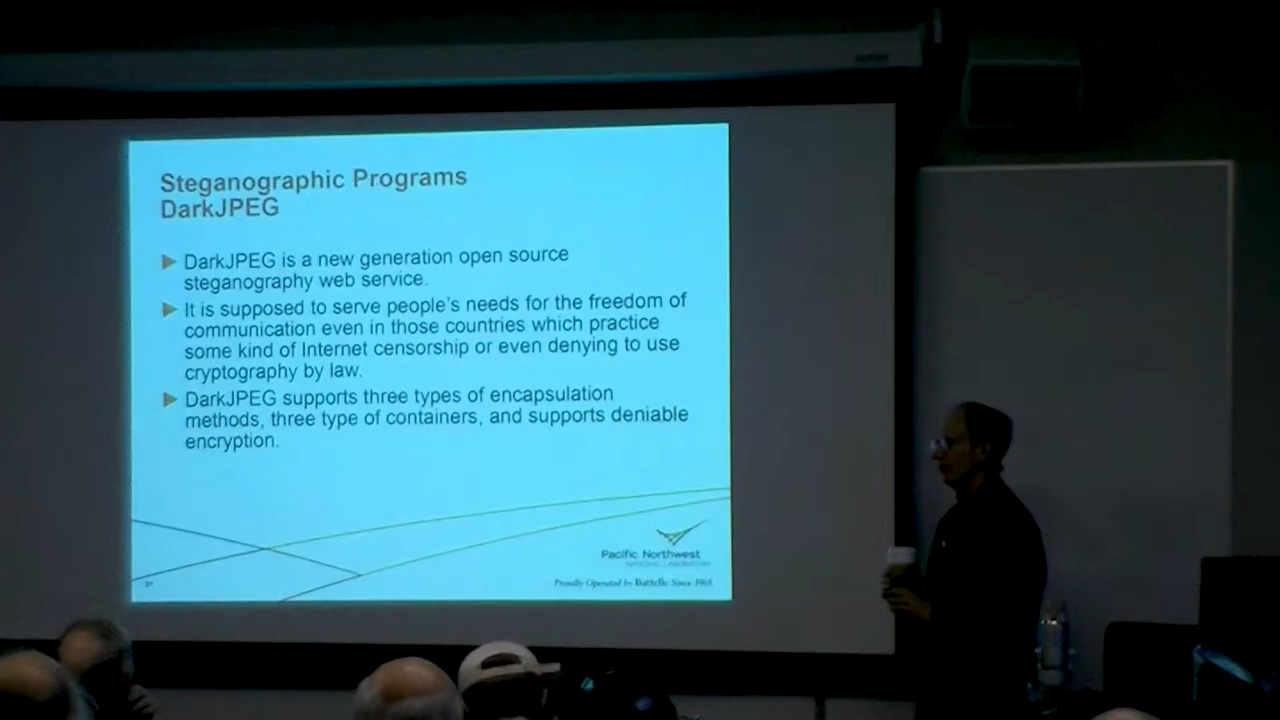 Steganographic Programs
DarkJPEG
DarkJPEG is a new generation open source
steganography web service.
It is supposed to serve people's needs for the freedom of
communication even in those countries which practice
some kind of Internet censorship or even denying to use
cryptography by law.
DarkJPEG supports three types of encapsulation
methods, three type of containers, and supports deniable
encryption.
Pacific Northwest
NATIONAL LABORATORY
Proudly Operated by Battelle Since 1965